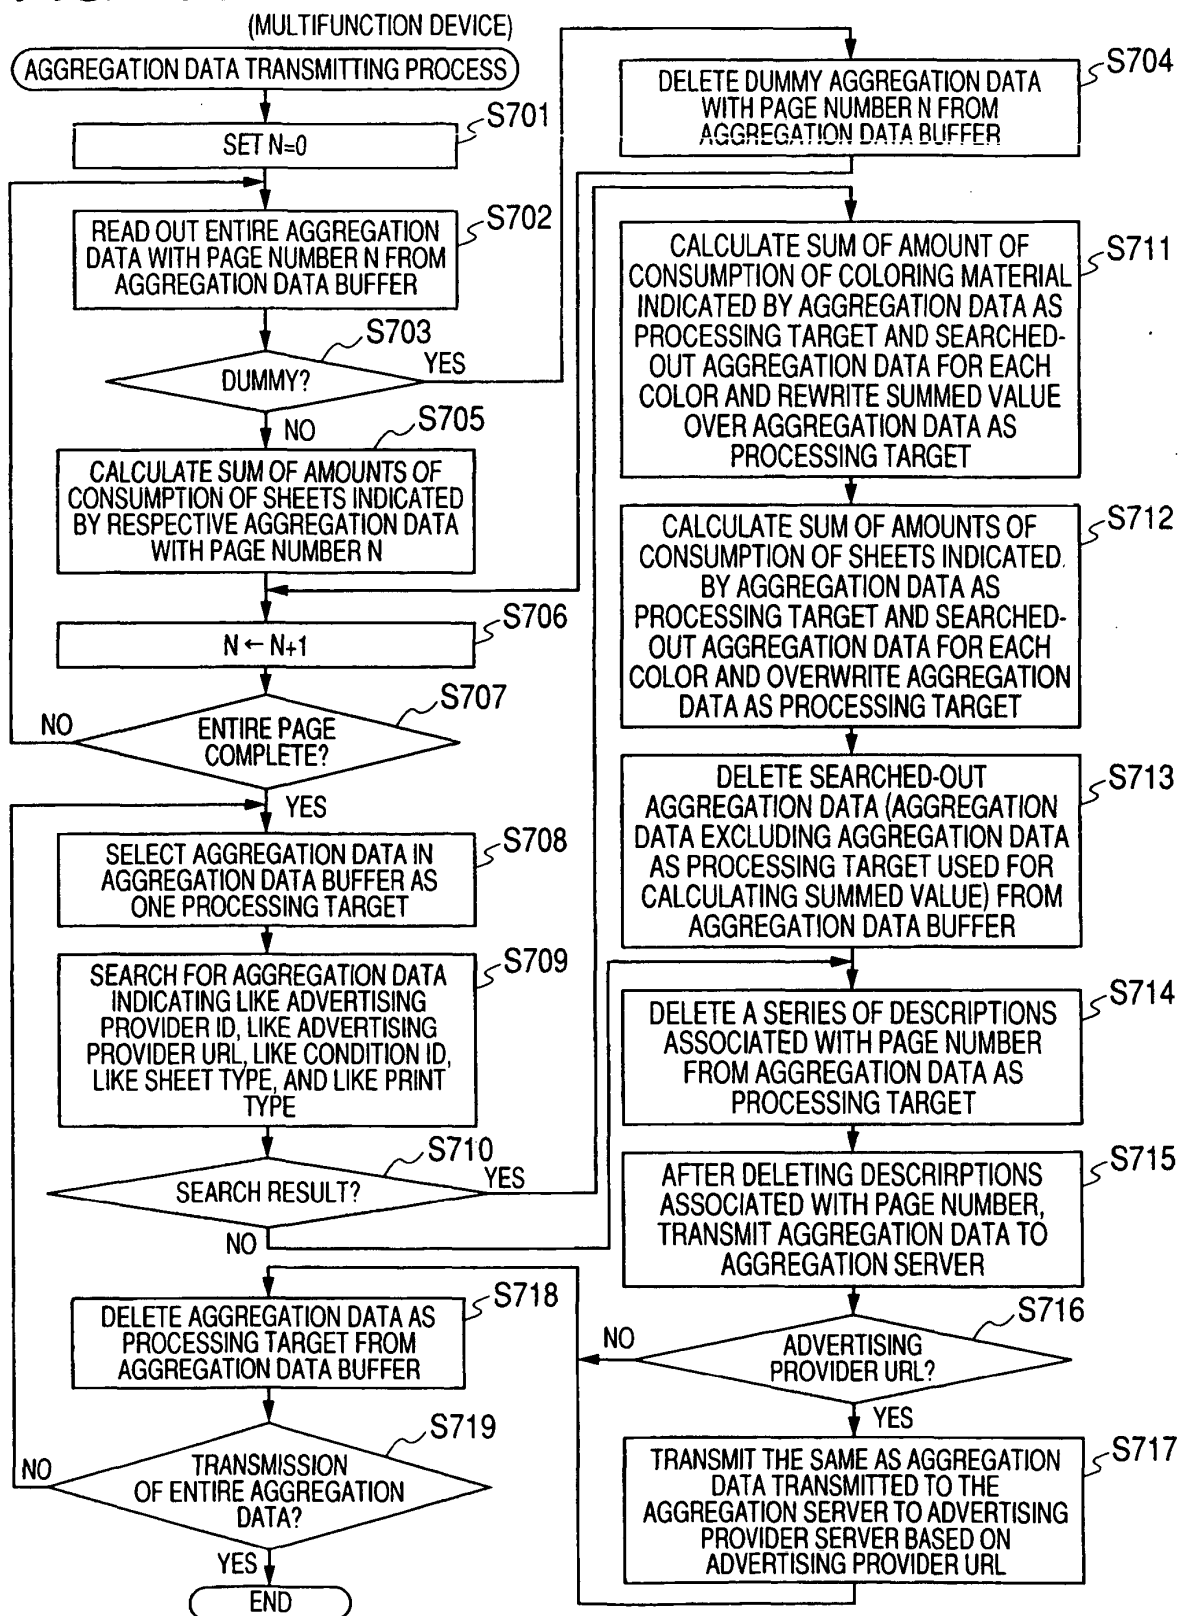 (MULTIFUNCTION DEVICE)
AGGREGATION DATA TRANSMITTING PROCESS
S701
SET N=0
S702
READ OUT ENTIRE AGGREGATION
DATA WITH PAGE NUMBER N FROM
AGGREGATION DATA BUFFER
S703
DUMMY?
YES
NO
S704
DELETE DUMMY AGGREGATION DATA
WITH PAGE NUMBER N FROM
AGGREGATION DATA BUFFER
S705
CALCULATE SUM OF AMOUNTS OF
CONSUMPTION OF SHEETS INDICATED
BY RESPECTIVE AGGREGATION DATA
WITH PAGE NUMBER N
S706
N ← N+1
S707
ENTIRE PAGE
COMPLETE?
NO
YES
S708
SELECT AGGREGATION DATA IN
AGGREGATION DATA BUFFER AS
ONE PROCESSING TARGET
S709
SEARCH FOR AGGREGATION DATA
INDICATING LIKE ADVERTISING
PROVIDER ID, LIKE ADVERTISING
PROVIDER URL, LIKE CONDITION ID,
LIKE SHEET TYPE, AND LIKE PRINT
TYPE
S710
SEARCH RESULT?
YES
NO
S711
CALCULATE SUM OF AMOUNT OF
CONSUMPTION OF COLORING MATERIAL
INDICATED BY AGGREGATION DATA AS
PROCESSING TARGET AND SEARCHED-
OUT AGGREGATION DATA FOR EACH
COLOR AND REWRITE SUMMED VALUE
OVER AGGREGATION DATA AS
PROCESSING TARGET
S712
CALCULATE SUM OF AMOUNTS OF
CONSUMPTION OF SHEETS INDICATED
BY AGGREGATION DATA AS
PROCESSING TARGET AND SEARCHED-
OUT AGGREGATION DATA FOR EACH
COLOR AND OVERWRITE AGGREGATION
DATA AS PROCESSING TARGET
S713
DELETE SEARCHED-OUT
AGGREGATION DATA (AGGREGATION
DATA EXCLUDING AGGREGATION DATA
AS PROCESSING TARGET USED FOR
CALCULATING SUMMED VALUE) FROM
AGGREGATION DATA BUFFER
S714
DELETE A SERIES OF DESCRIPTIONS
ASSOCIATED WITH PAGE NUMBER
FROM AGGREGATION DATA AS
PROCESSING TARGET
S715
AFTER DELETING DESCRIRPTIONS
ASSOCIATED WITH PAGE NUMBER,
TRANSMIT AGGREGATION DATA TO
AGGREGATION SERVER
S716
ADVERTISING
PROVIDER URL?
NO
YES
S717
TRANSMIT THE SAME AS AGGREGATION
DATA TRANSMITTED TO THE
AGGREGATION SERVER TO ADVERTISING
PROVIDER SERVER BASED ON
ADVERTISING PROVIDER URL
S718
DELETE AGGREGATION DATA AS
PROCESSING TARGET FROM
AGGREGATION DATA BUFFER
S719
TRANSMISSION
OF ENTIRE AGGREGATION
DATA?
NO
YES
END